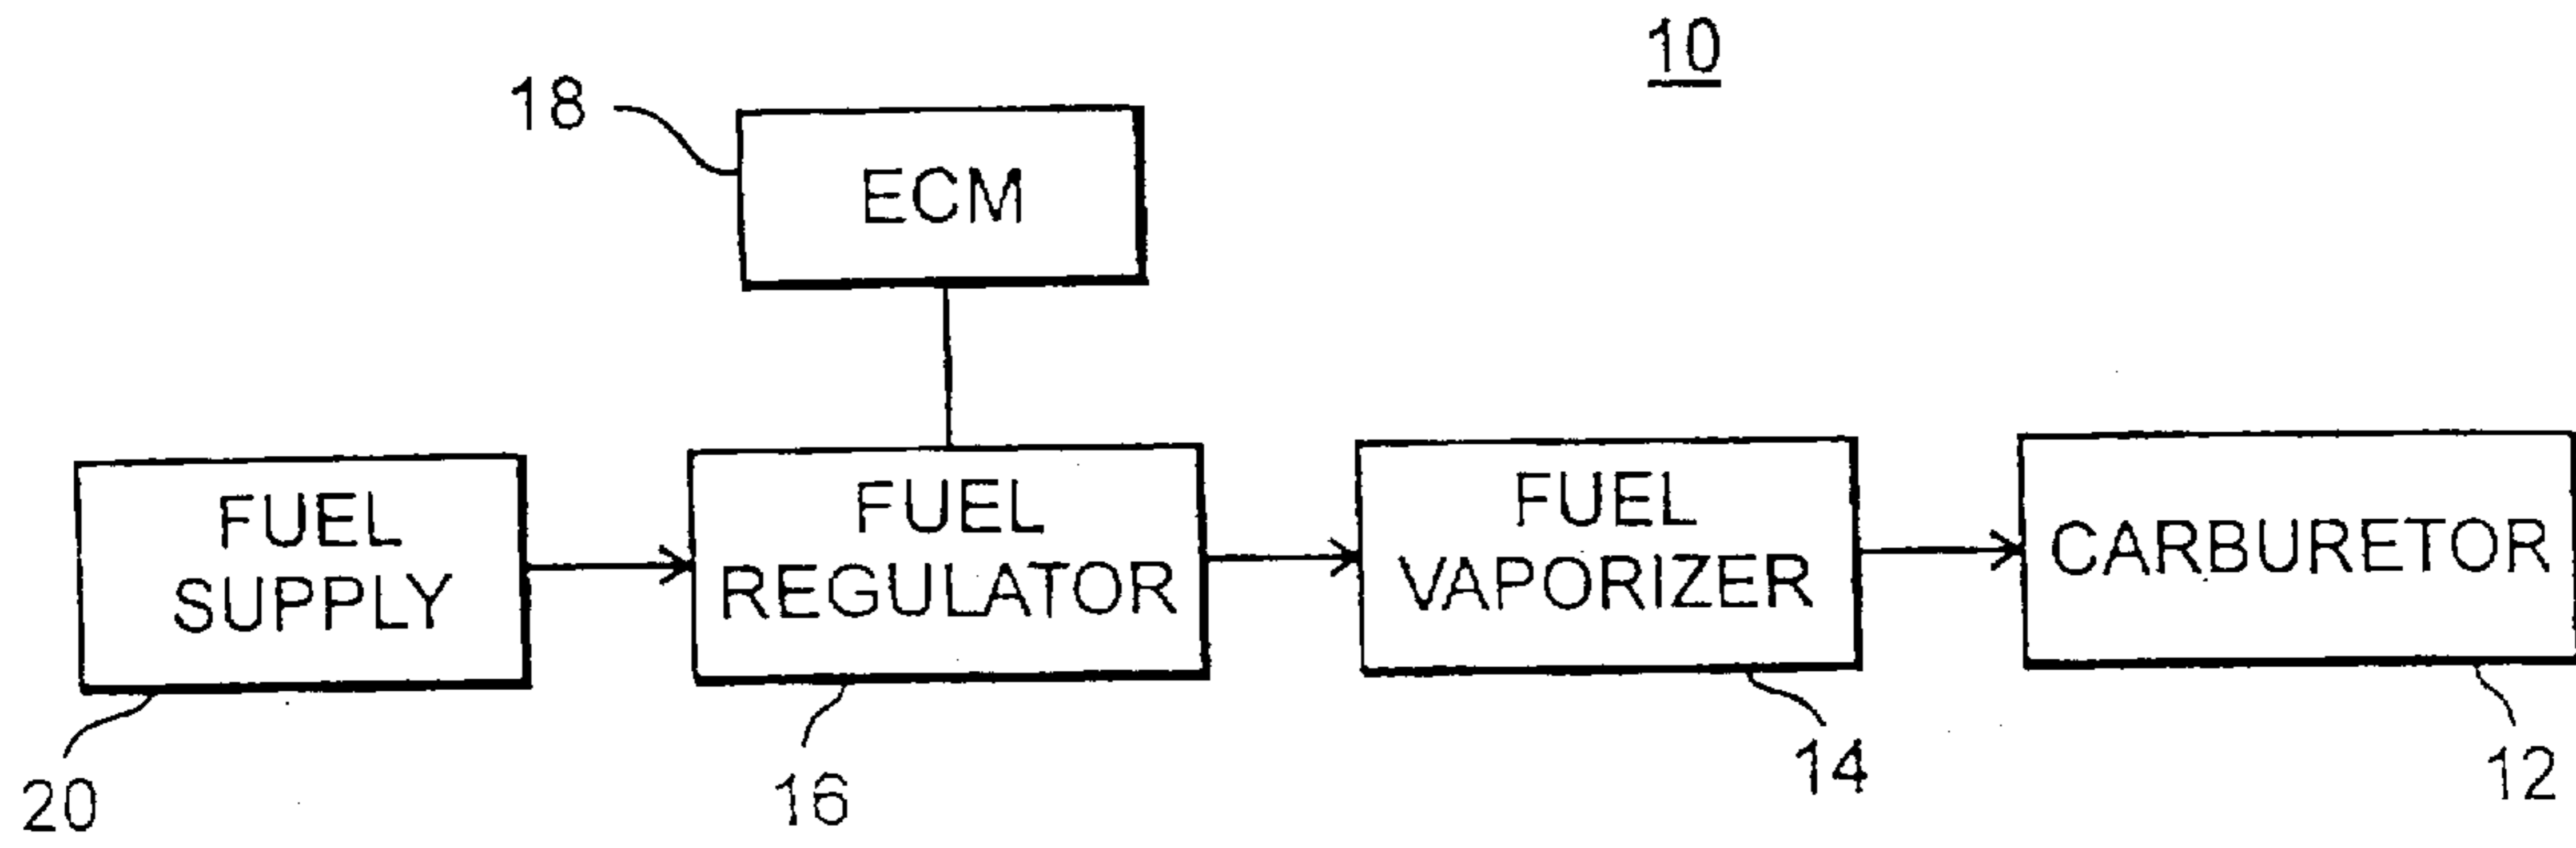 10
18
ECM
FUEL
SUPPLY
FUEL
REGULATOR
FUEL
VAPORIZER
CARBURETOR
20
16
14
12